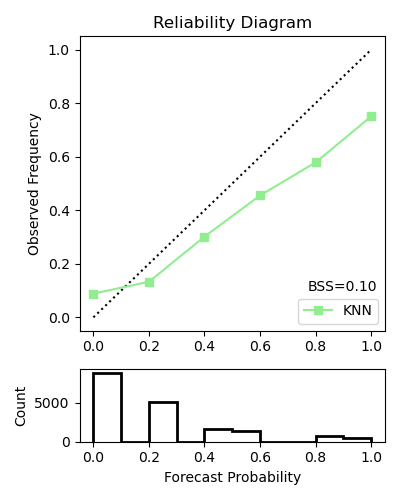 Reliability Diagram
1.0
0.8
0.6
0.4
0.2
0.0
Observed Frequency
BSS=0.10
KNN
0.0 0.2 0.4 0.6 0.8 1.0
5000
0
Count
0.0 0.2 0.4 0.6 0.8 1.0
Forecast Probability